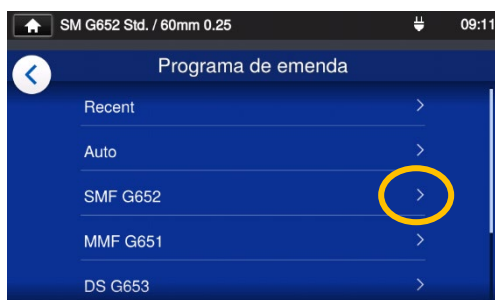 SM G652 Std. / 60mm 0.25 09:11
Programa de emenda
Recent
Auto
SMF G652
MMF G651
DS G653